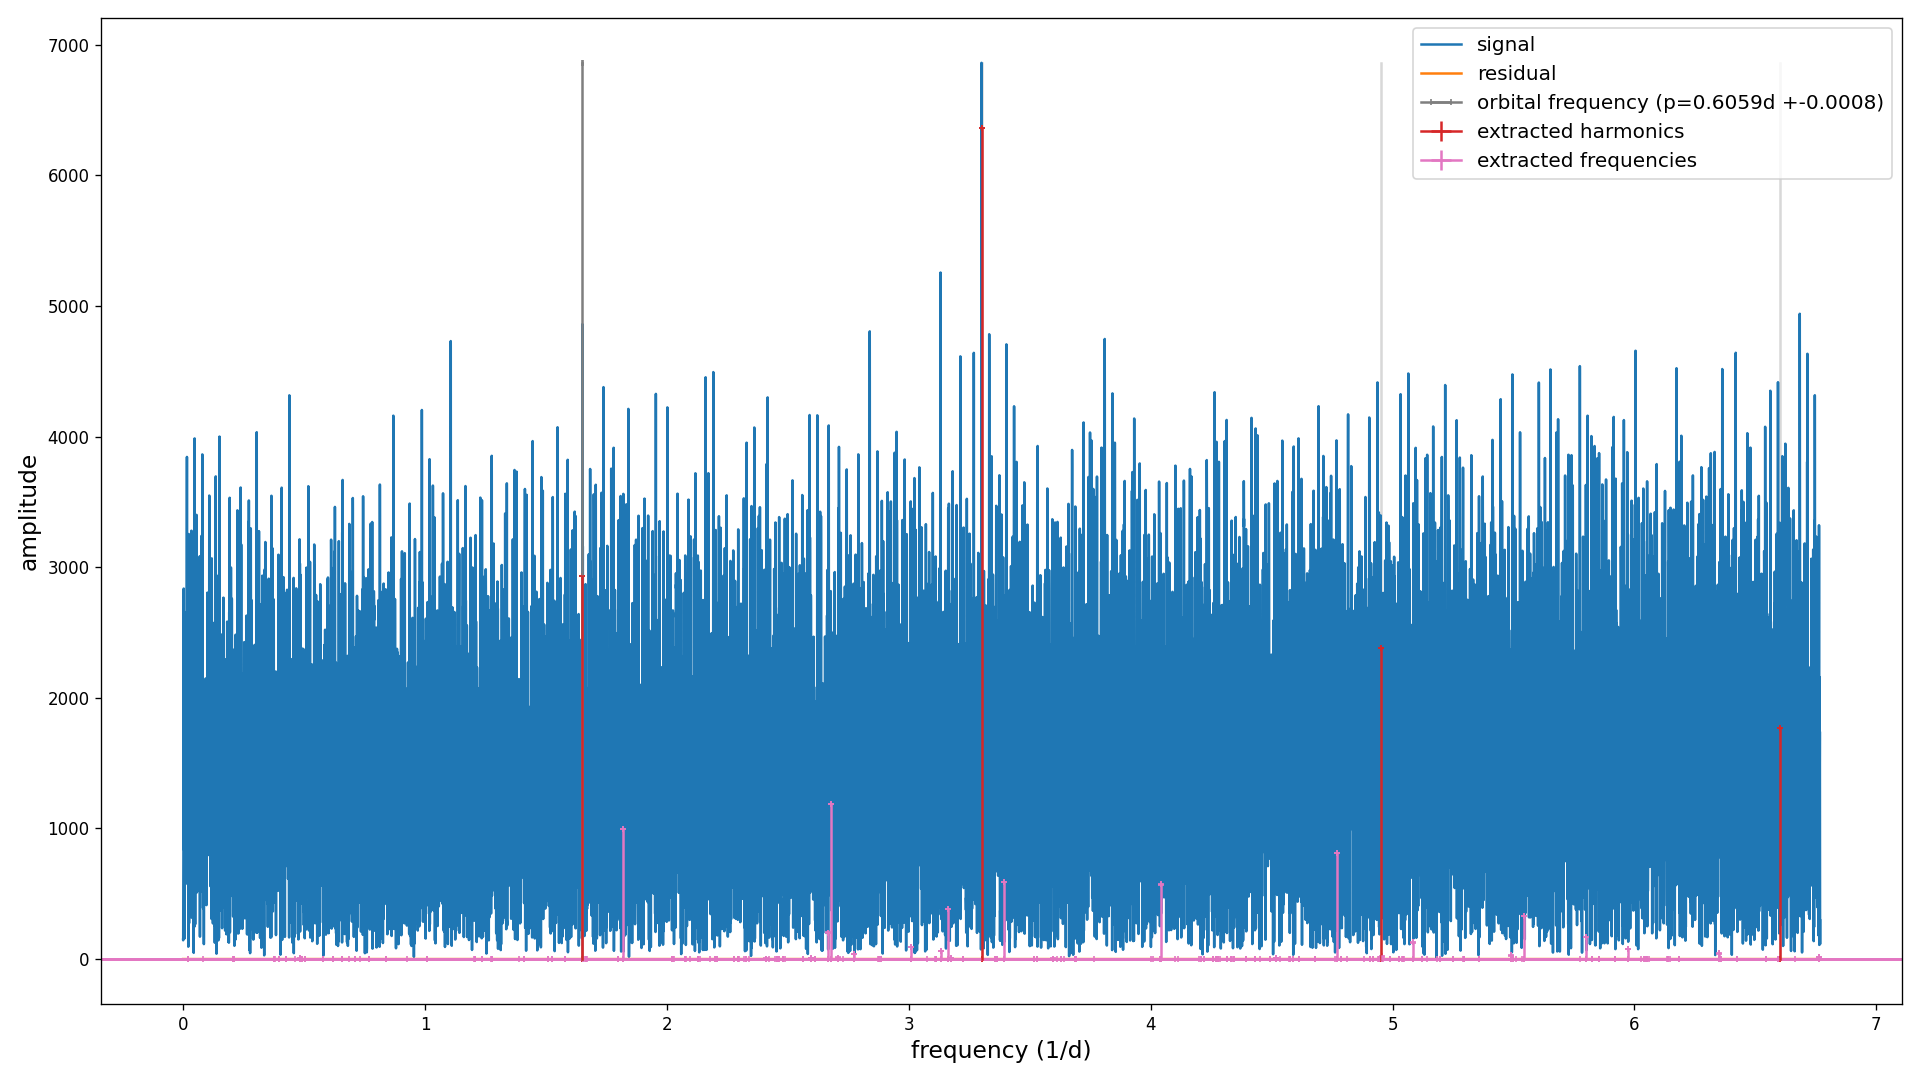 signal
residual
orbital frequency (p=0.6059d +-0.0008)
extracted harmonics
extracted frequencies
7000
6000
5000
4000
3000
2000
1000
0
amplitude
0 1 2 3 4 5 6 7
frequency (1/d)